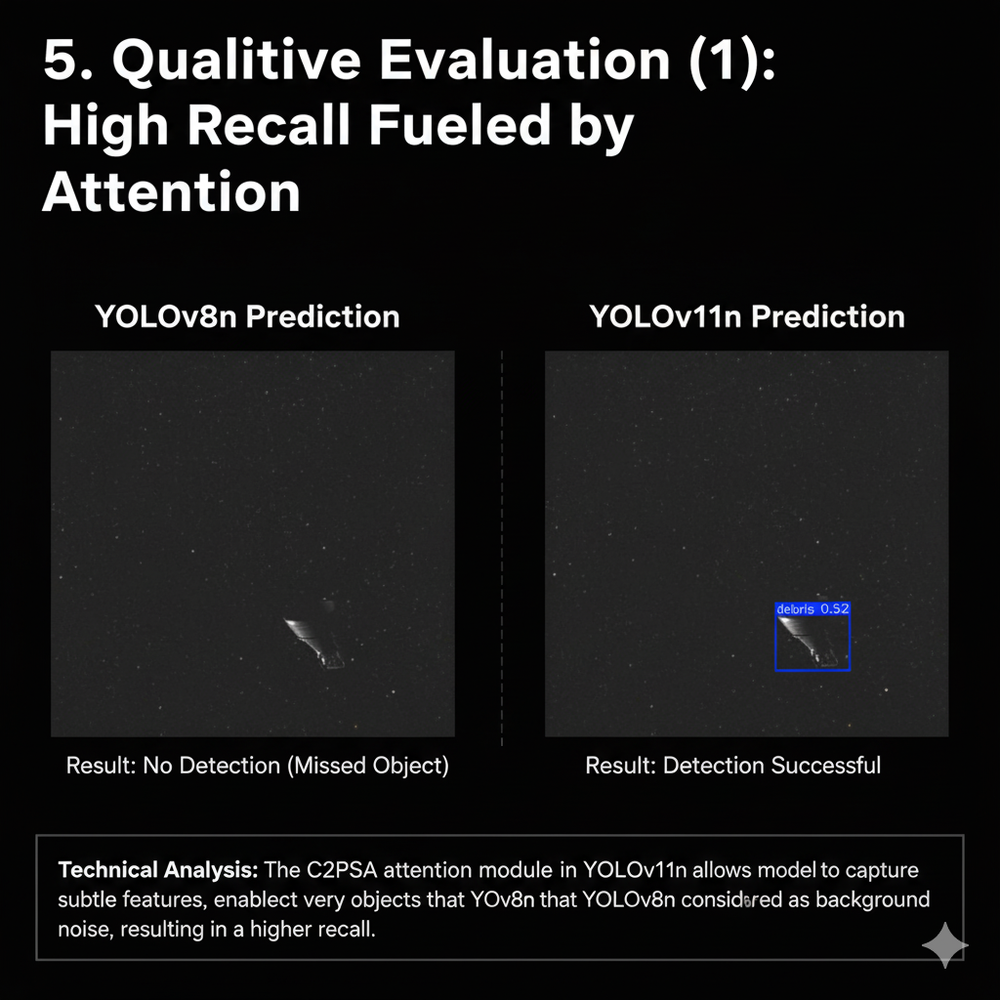 5. Qualitive Evaluation (1):
High Recall Fueled by
Attention
YOLOv8n Prediction
YOLOv11n Prediction
debris 0.52
Result: No Detection (Missed Object)
Result: Detection Successful
Technical Analysis: The C2PSA attention module in YOLOv11n allows model to capture
subtle features, enablect very objects that YOv8n that YOLOv8n considered as background
noise, resulting in a higher recall.